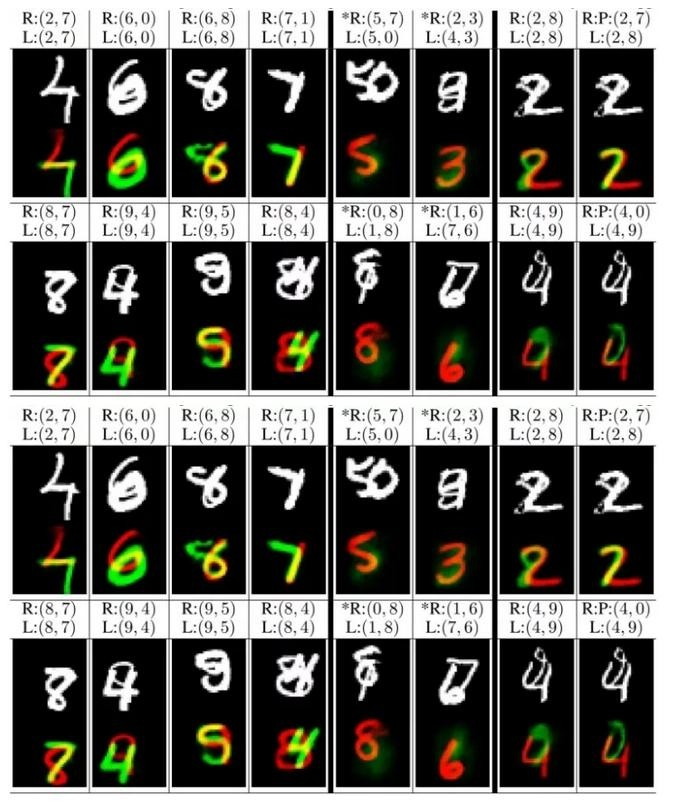 R:(2, 7) R:(6, 0) R:(6, 8) R:(7, 1) *R:(5, 7) *R:(2, 3) R:(2, 8) R:P:(2, 7)
L:(2, 7) L:(6, 0) L:(6, 8) L:(7, 1) L:(5, 0) L:(4, 3) L:(2, 8) L:(2, 8)
R:(8, 7) R:(9, 4) R:(9, 5) R:(8, 4) *R:(0, 8) *R:(1, 6) R:(4, 9) R:P:(4, 0)
L:(8, 7) L:(9, 4) L:(9, 5) L:(8, 4) L:(1, 8) L:(7, 6) L:(4, 9) L:(4, 9)
R:(2, 7) R:(6, 0) R:(6, 8) R:(7, 1) *R:(5, 7) *R:(2, 3) R:(2, 8) R:P:(2, 7)
L:(2, 7) L:(6, 0) L:(6, 8) L:(7, 1) L:(5, 0) L:(4, 3) L:(2, 8) L:(2, 8)
R:(8, 7) R:(9, 4) R:(9, 5) R:(8, 4) *R:(0, 8) *R:(1, 6) R:(4, 9) R:P:(4, 0)
L:(8, 7) L:(9, 4) L:(9, 5) L:(8, 4) L:(1, 8) L:(7, 6) L:(4, 9) L:(4, 9)